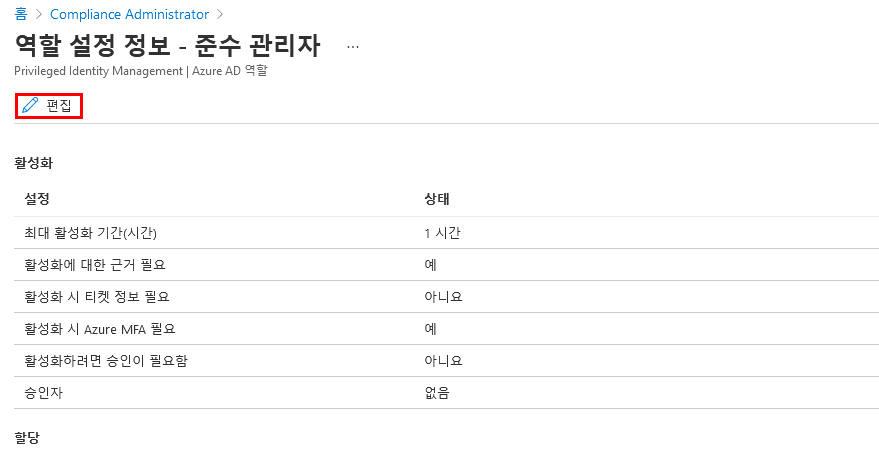 홈 > Compliance Administrator >
역할 설정 정보 - 준수 관리자 ...
Privileged Identity Management | Azure AD 역할
편집
활성화
설정 상태
최대 활성화 기간(시간) 1 시간
활성화에 대한 근거 필요 예
활성화 시 티켓 정보 필요 아니요
활성화 시 Azure MFA 필요 예
활성화하려면 승인이 필요함 아니요
승인자 없음
할당